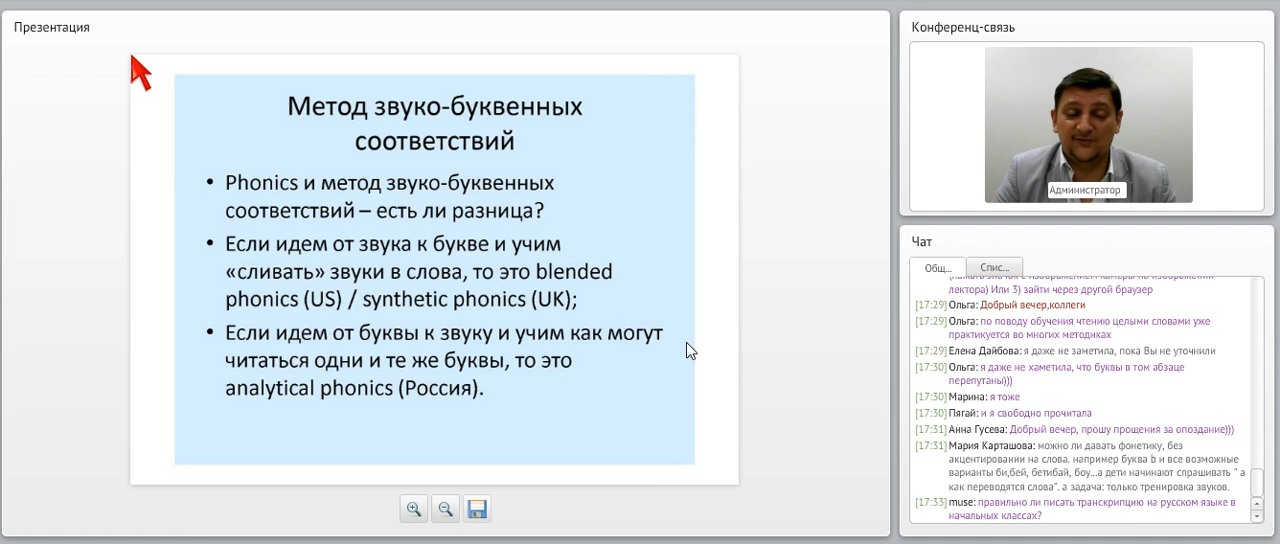 Презентация
Метод звуко-буквенных
соответствий
• Phonics и метод звуко-буквенных
соответствий – есть ли разница?
• Если идем от звука к букве и учим
«сливать» звуки в слова, то это blended
phonics (US) / synthetic phonics (UK);
• Если идем от буквы к звуку и учим как могут
читаться одни и те же буквы, то это
analytical phonics (Россия).
Конференц-связь
Администратор
Чат
Общ... Спис...
лектора) Или 3) зайти через другой браузер
[17:29] Ольга: Добрый вечер,коллеги
[17:29] Ольга: по поводу обучения чтению целыми словами уже
практикуется во многих методиках
[17:29] Елена Дайбова: я даже не заметила, пока Вы не уточнили
[17:30] Ольга: я даже не хаметила, что буквы в том абзаце
перепутаны)))
[17:30] Марина: я тоже
[17:30] Пягай: и я свободно прочитала
[17:31] Анна Гусева: Добрый вечер, прошу прощения за опоздание)))
[17:31] Мария Карташова: можно ли давать фонетику, без
акцентировании на слова. например буква b и все возможные
варианты би,бей, бетибай, боу...а дети начинают спрашивать " а
как переводятся слова". а задача: только тренировка звуков.
[17:33] muse: правильно ли писать транскрипцию на русском языке в
начальных классах?